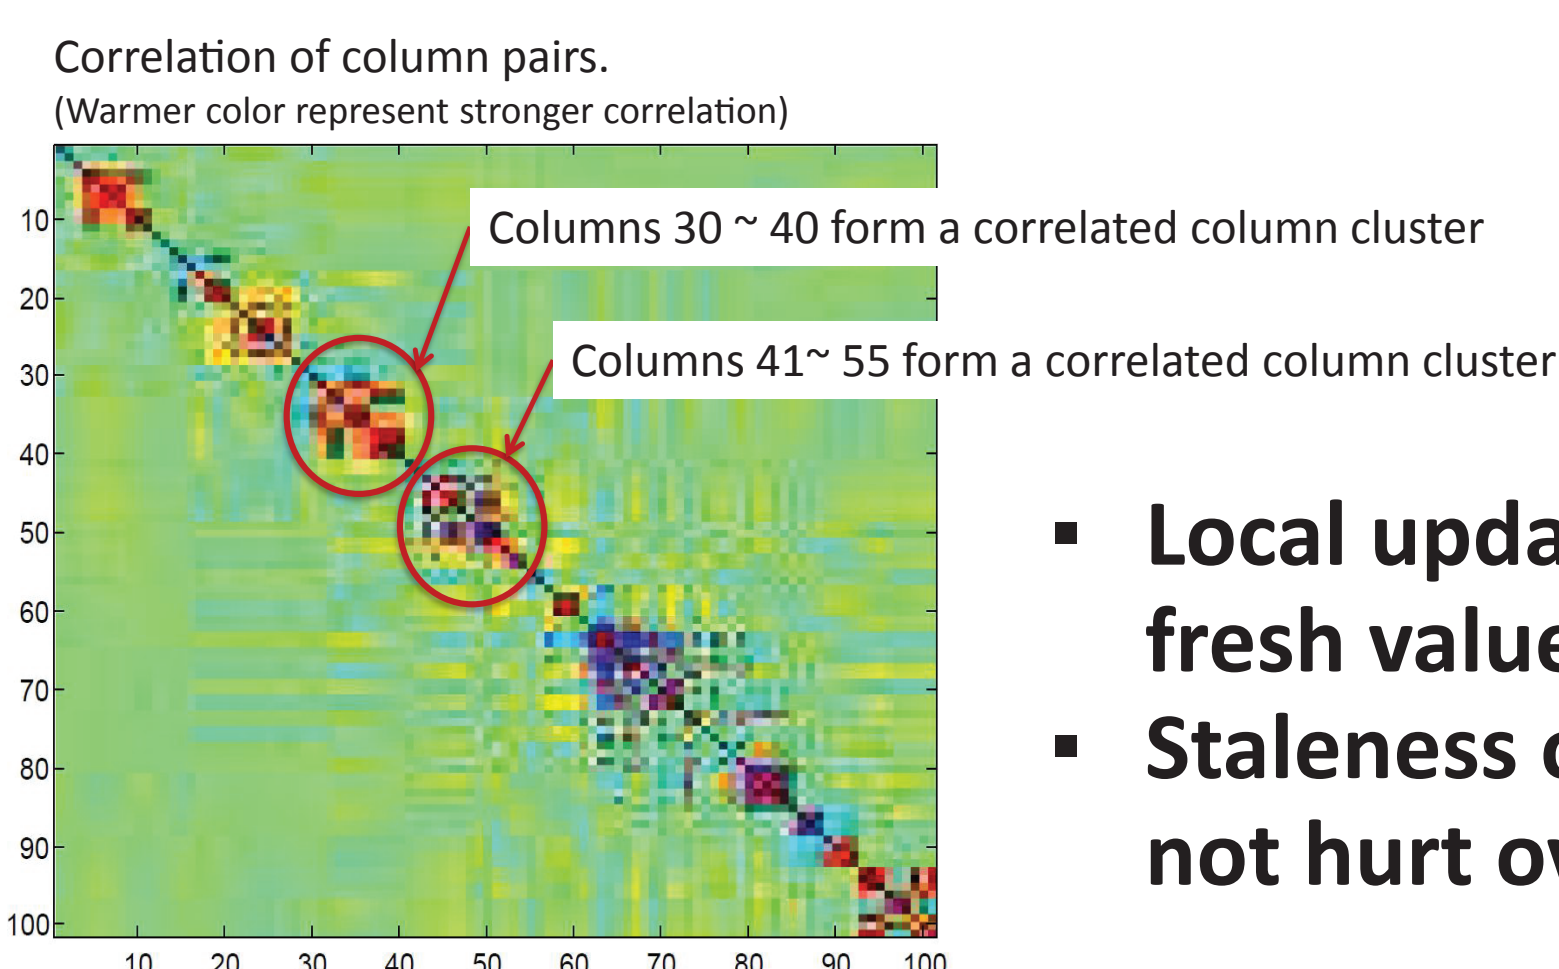 Correlation of column pairs.
(Warmer color represent stronger correlation)
Columns 30 ~ 40 form a correlated column cluster
Columns 41~ 55 form a correlated column cluster
10
20
30
40
50
60
70
80
90
100
10 20 30 40 50 60 70 80 90 100
▪ Local upda
fresh value
▪ Staleness
not hurt